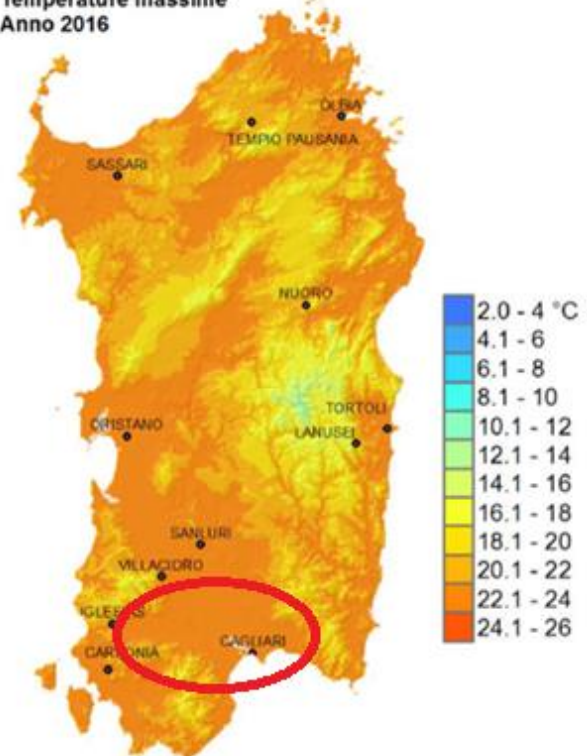 Temperature massime
Anno 2016
OLBIA
TEMPIO PAUSANIA
SASSARI
NUORO
TORTOLI
ORISTANO
LANUSEI
SANLURI
VILLACIDRO
CAGLIARI
2.0 - 4 °C
4.1 - 6
6.1 - 8
8.1 - 10
10.1 - 12
12.1 - 14
14.1 - 16
16.1 - 18
18.1 - 20
20.1 - 22
22.1 - 24
24.1 - 26